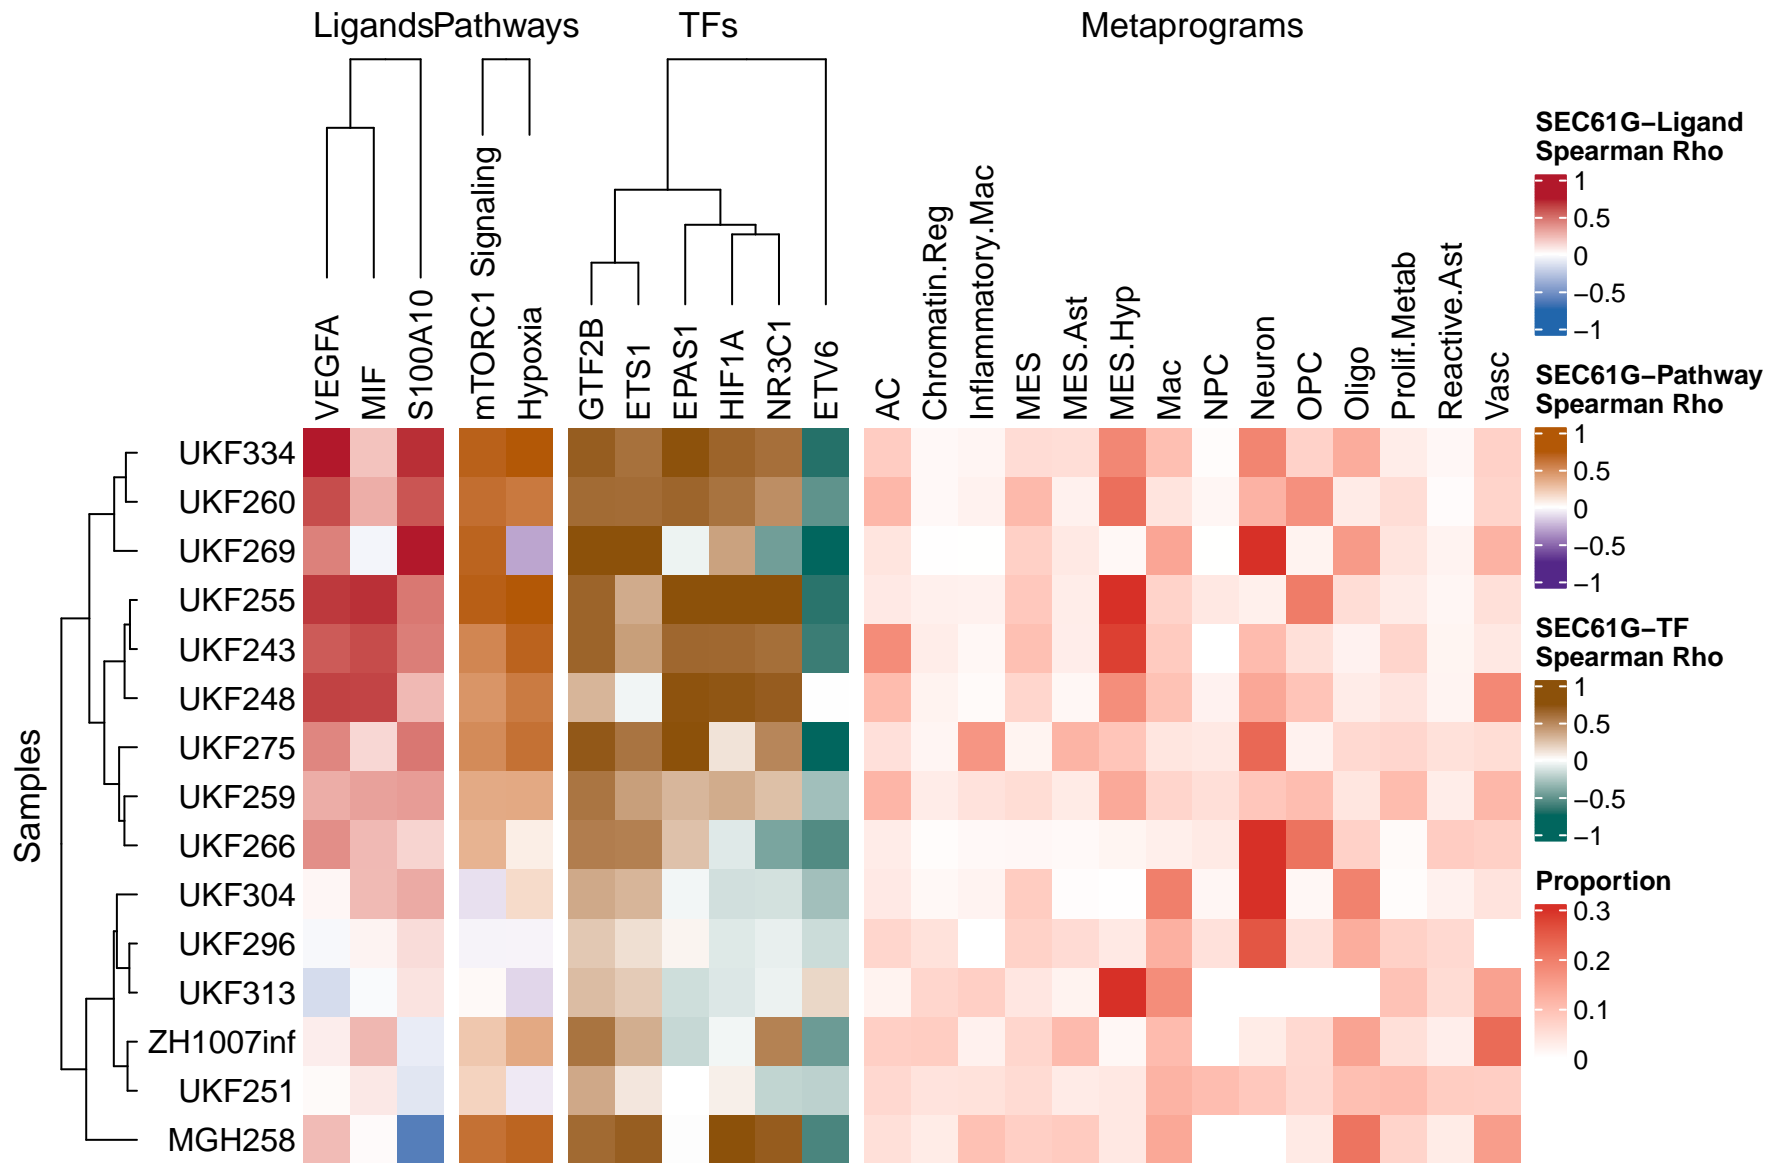 Ligands Pathways TFs Metaprograms
VEGFA
MIF
S100A10
mTORC1 Signaling
Hypoxia
GTF2B
ETS1
EPAS1
HIF1A
NR3C1
ETV6
AC
Chromatin.Reg
Inflammatory.Mac
MES
MES.Ast
MES.Hyp
Mac
NPC
Neuron
OPC
Oligo
Prolif.Metab
Reactive.Ast
Vasc
Samples
UKF334
UKF260
UKF269
UKF255
UKF243
UKF248
UKF275
UKF259
UKF266
UKF304
UKF296
UKF313
ZH1007inf
UKF251
MGH258
SEC61G−Ligand
Spearman Rho
1
0.5
0
−0.5
−1
SEC61G−Pathway
Spearman Rho
1
0.5
0
−0.5
−1
SEC61G−TF
Spearman Rho
1
0.5
0
−0.5
−1
Proportion
0.3
0.2
0.1
0